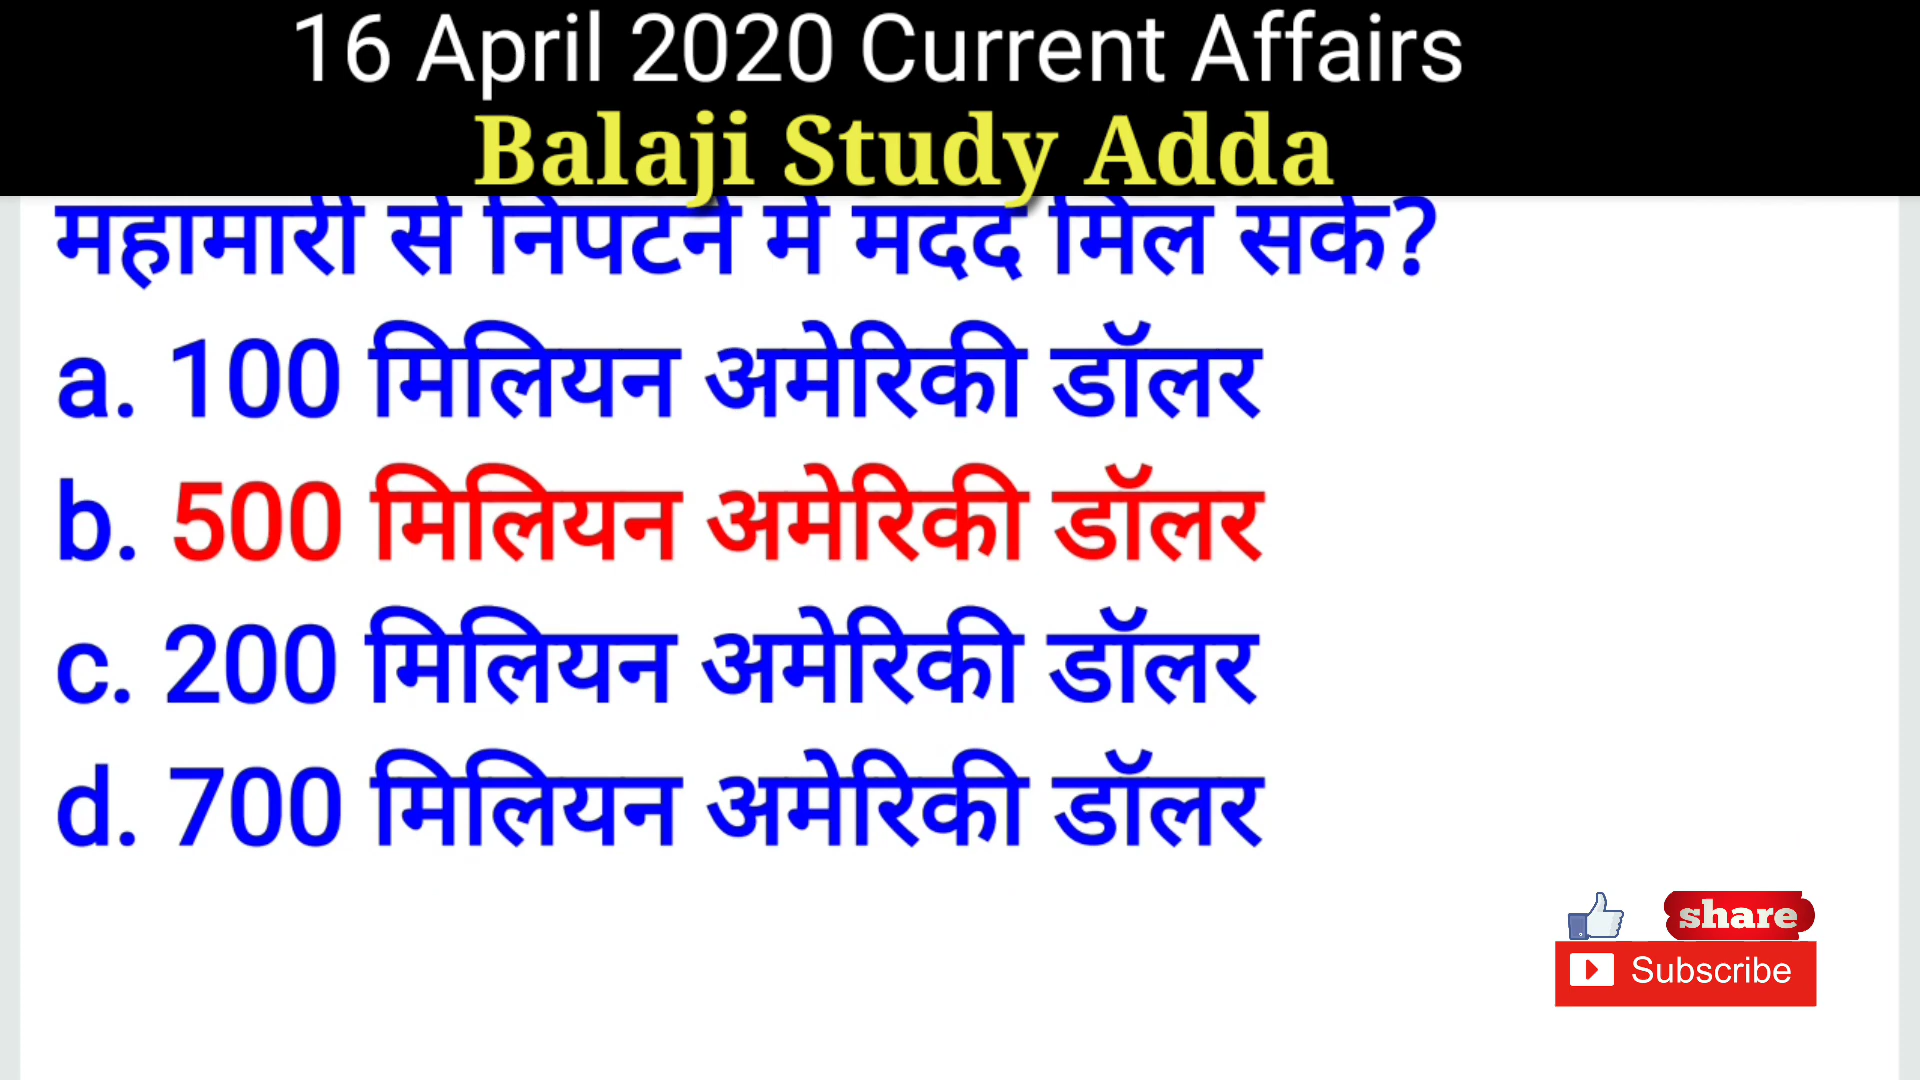 16 April 2020 Current Affairs
Balaji Study Adda
महामारी से निपटने में मदद मिल सके?
a. 100 मिलियन अमेरिकी डॉलर
b. 500 मिलियन अमेरिकी डॉलर
c. 200 मिलियन अमेरिकी डॉलर
d. 700 मिलियन अमेरिकी डॉलर
share
Subscribe